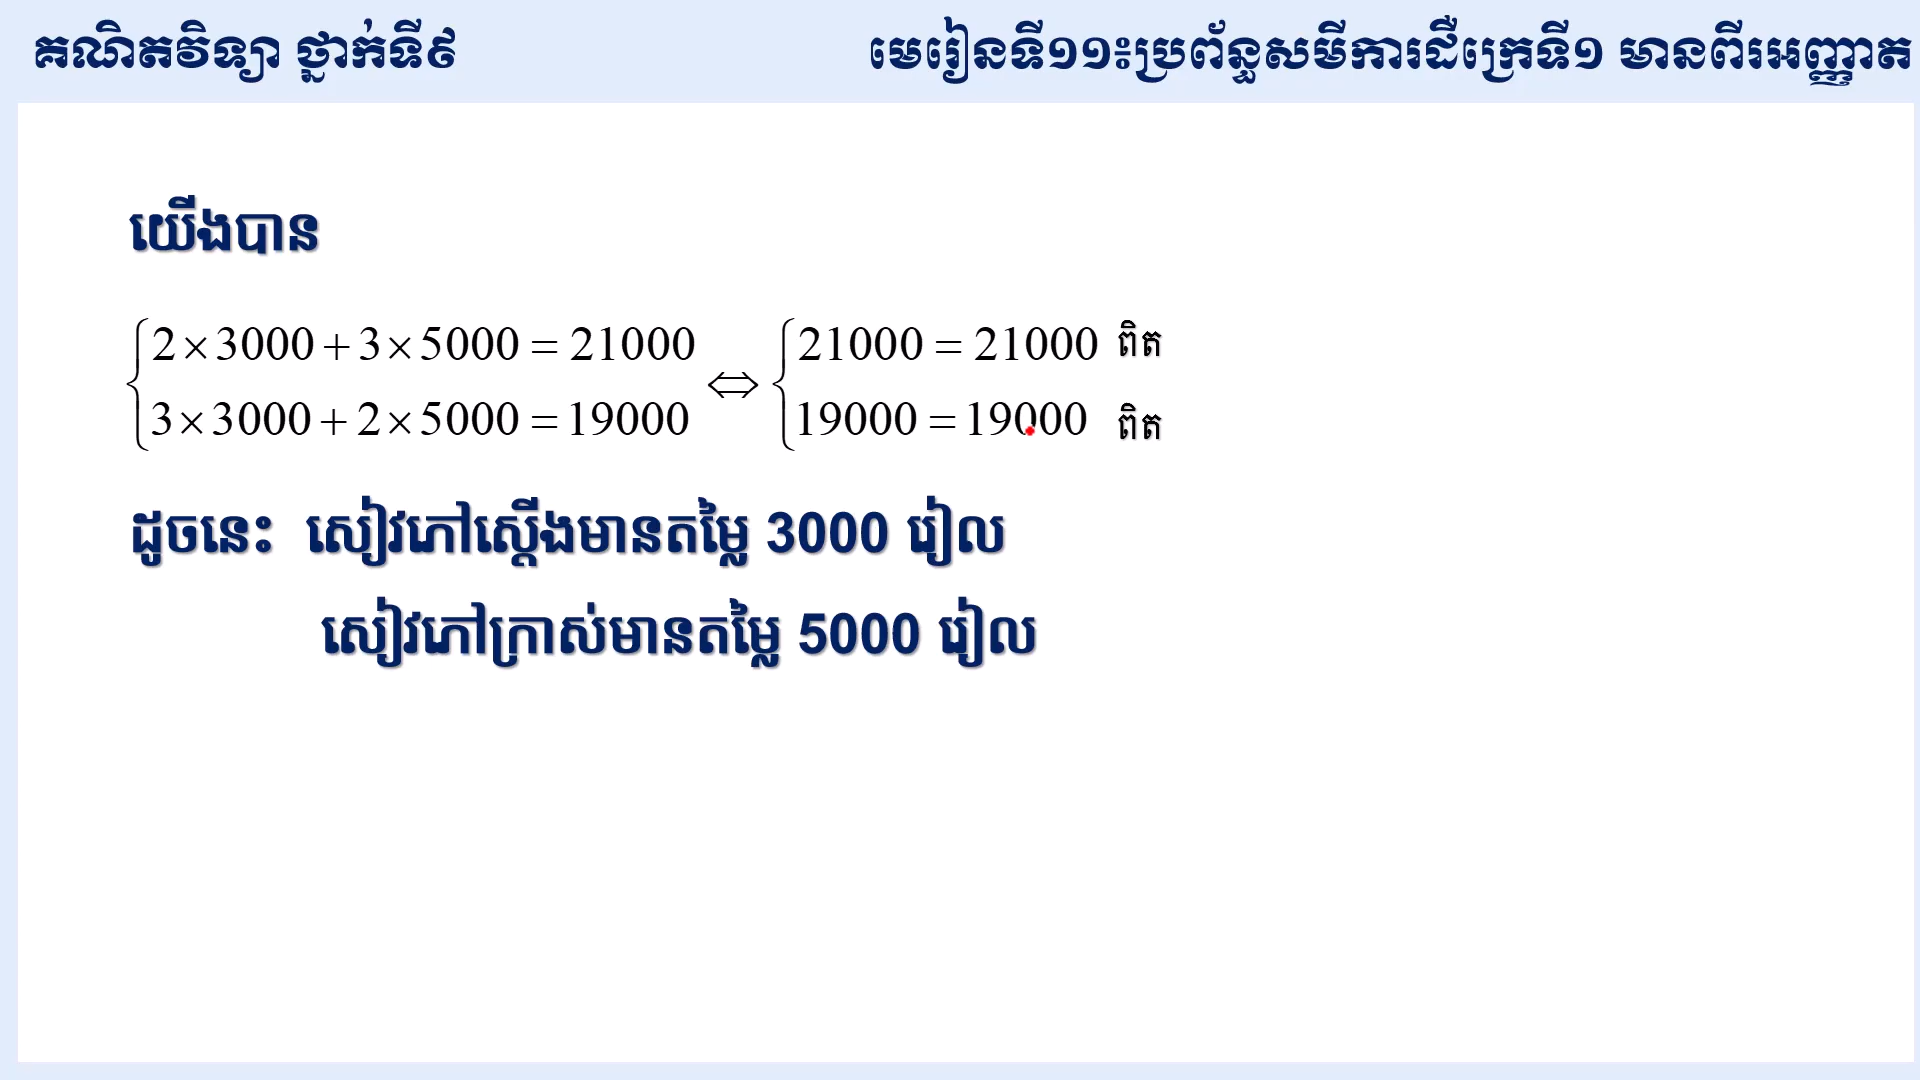 គណិតវិទ្យា ថ្នាក់ទី៩
មេរៀនទី១១៖ប្រព័ន្ធសមីការដឺក្រេទី១ មានពីរអញ្ញាត
យើងបាន
2×3000+3×5000=21000 ⇔ 21000=21000 ពិត
3×3000+2×5000=19000 19000=19000 ពិត
ដូចនេះ សៀវភៅស្ដើងមានតម្លៃ 3000 រៀល
សៀវភៅក្រាស់មានតម្លៃ 5000 រៀល